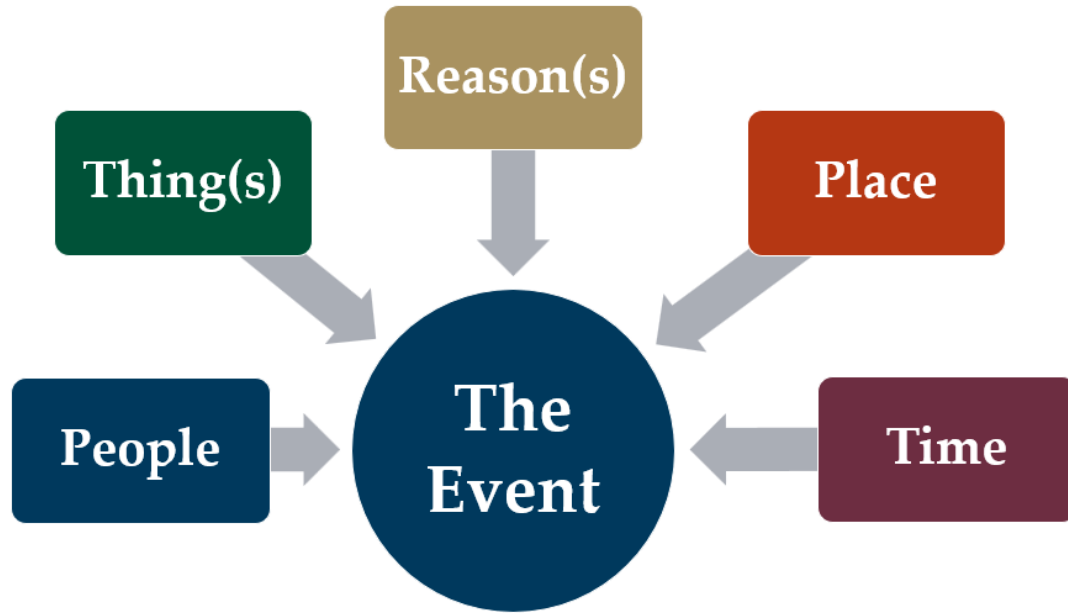 Reason(s)
Thing(s)
Place
People
The
Event
Time